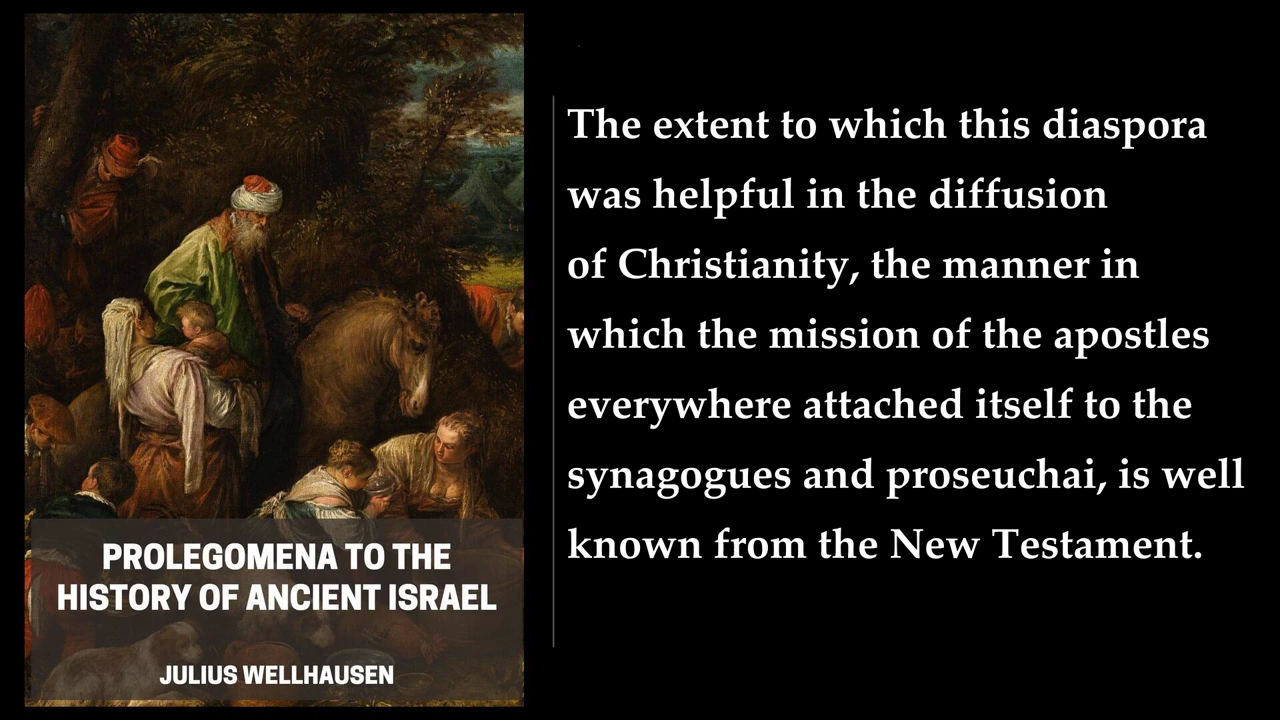 PROLEGOMENA TO THE
HISTORY OF ANCIENT ISRAEL
JULIUS WELLHAUSEN
The extent to which this diaspora
was helpful in the diffusion
of Christianity, the manner in
which the mission of the apostles
everywhere attached itself to the
synagogues and proseuchai, is well
known from the New Testament.